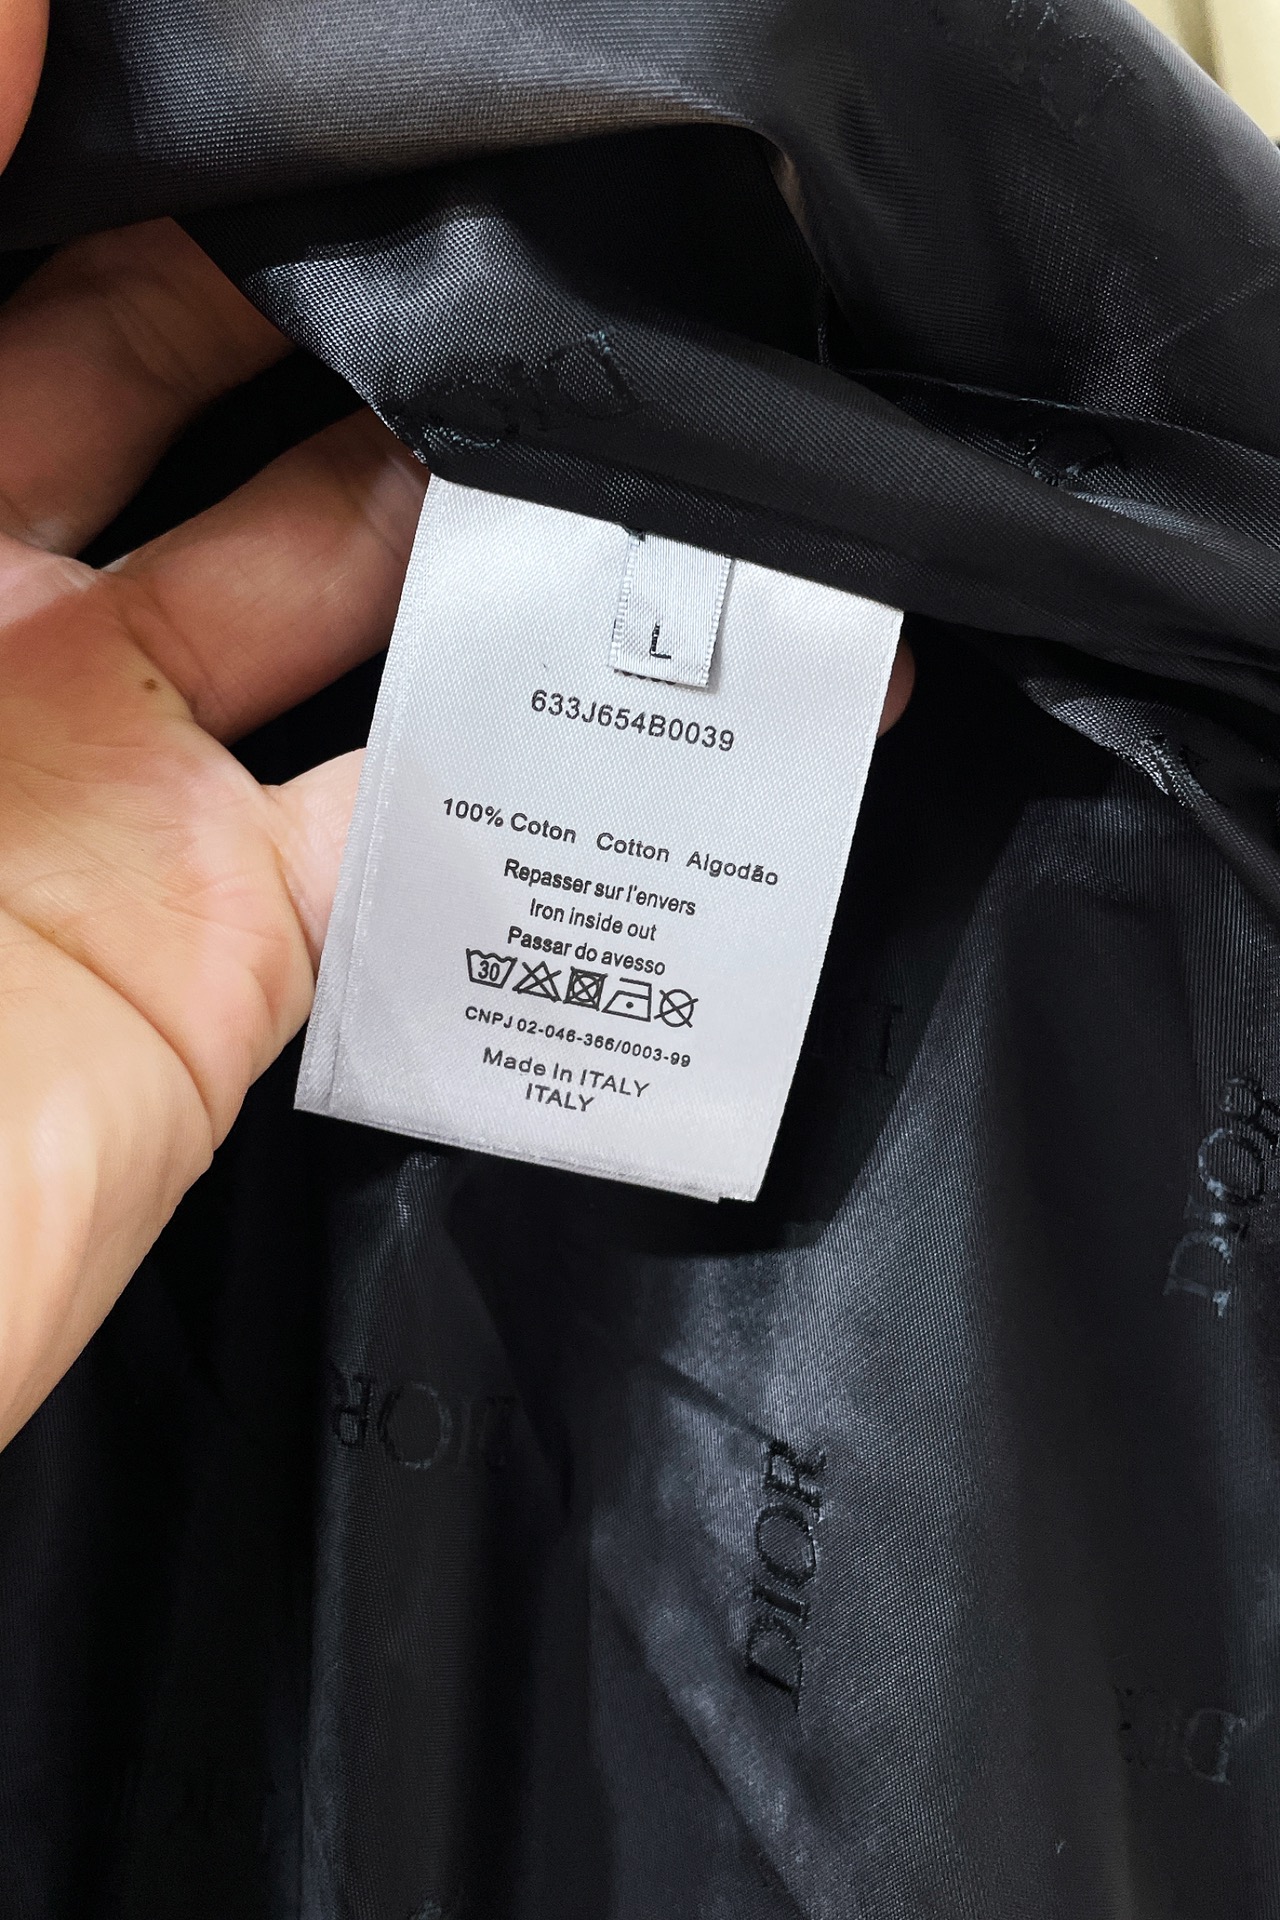 L
633J654B0039
100% Coton Cotton Algodão
Repasser sur l'envers
Iron inside out
Passar do avesso
30
CNPJ 02-046-366/0003-99
Made In ITALY
ITALY
DIOR
DIOR
DIOR